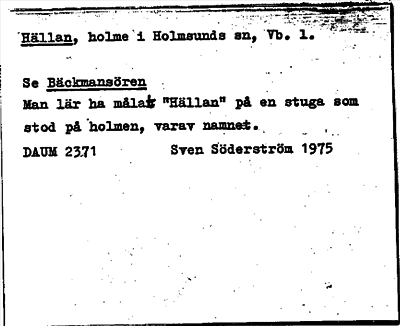 Hällan, holme i Holmsunds sn, Vb. l.
Se Bäckmansören
Man lär ha målat "Hällan" på en stuga som
stod på holmen, varav namnet.
DAUM 2371 Sven Söderström 1975